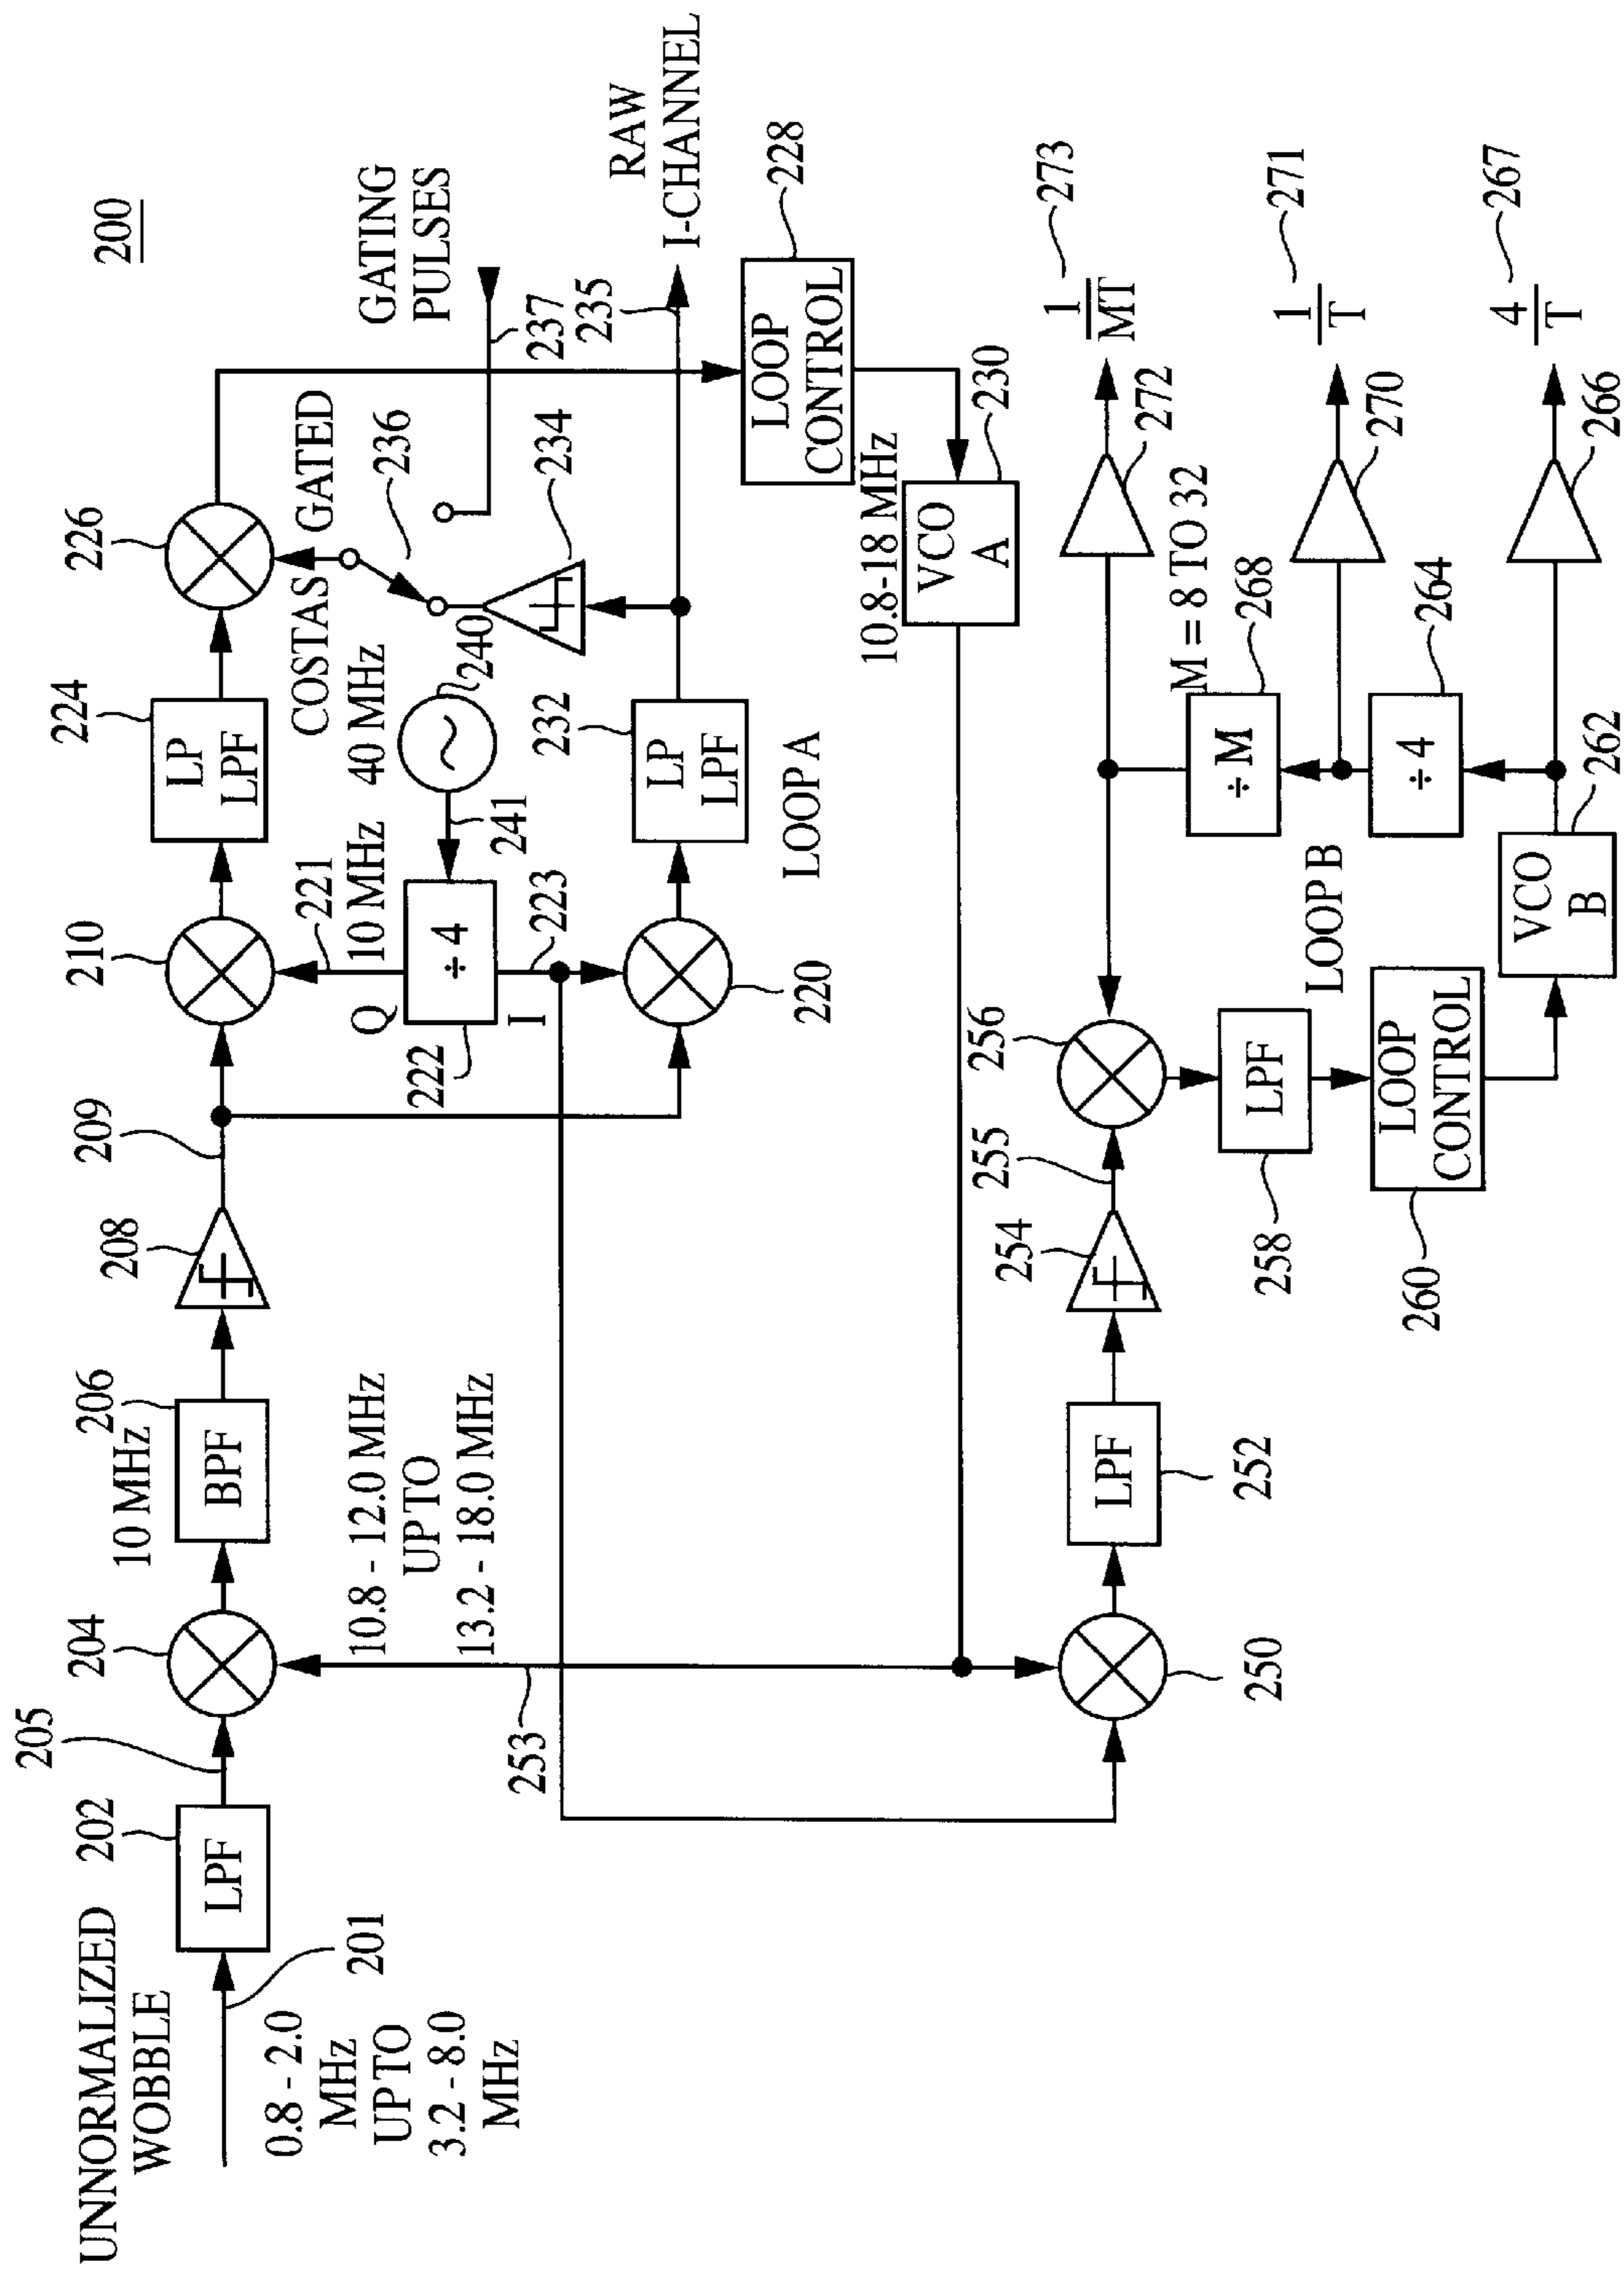 200
UNNORMALIZED
WOBBLE
201
0.8 - 2.0
MHz
UP TO
3.2 - 8.0
MHz
202
LPF
205
204
10 MHz
206
BPF
208
209
210
224
LP
LPF
226
COSTAS
GATED
236
GATING
PULSES
237
234
235
RAW
I-CHANNEL
10.8 - 12.0 MHz
UP TO
13.2 - 18.0 MHz
253
Q
221
10 MHz
40 MHz
240
241
222
÷ 4
I
223
220
232
LP
LPF
LOOP A
LOOP
CONTROL
228
10.8-18 MHz
VCO
A
230
250
252
LPF
254
255
256
258
LPF
260
LOOP
CONTROL
LOOP B
VCO
B
262
÷ 4
264
÷ M
268
M = 8 TO 32
272
1
MT
273
270
1
T
271
266
4
T
267